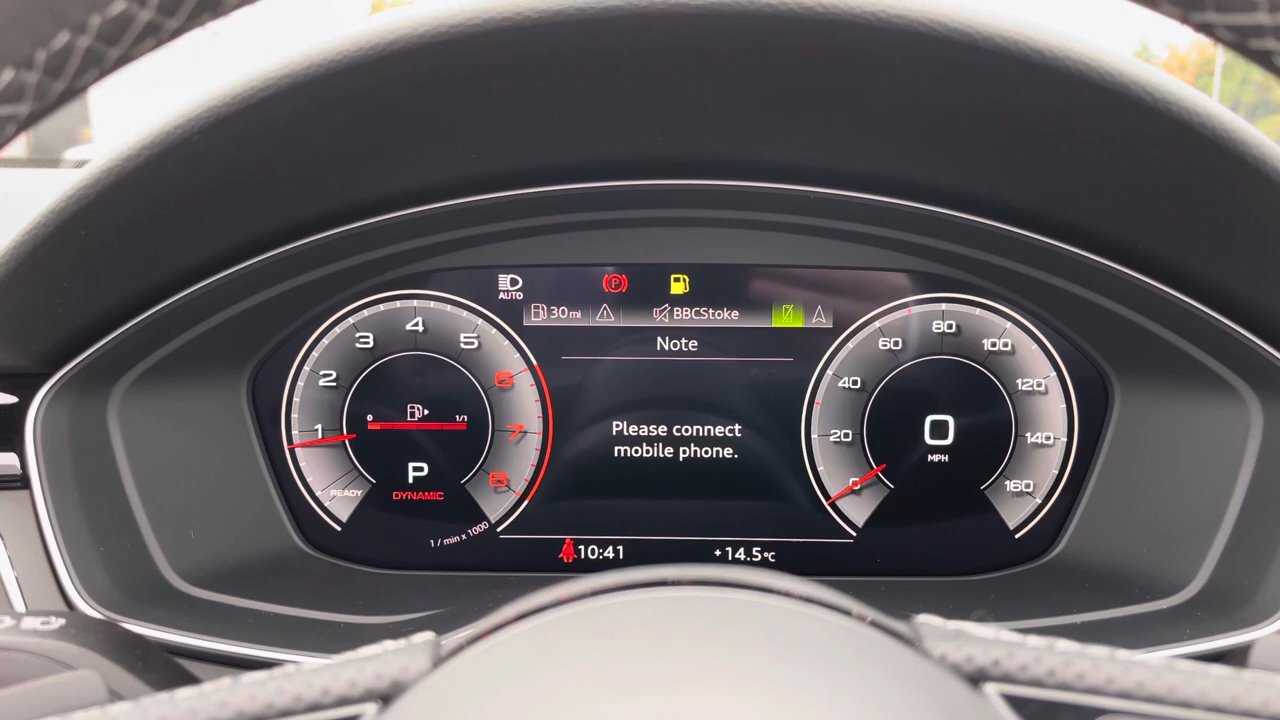 AUTO
P
30 mi
BBCStoke
Note
Please connect
mobile phone.
1
2
3
4
5
6
7
8
READY
0
1/1
P
DYNAMIC
1 / min x 1000
0
20
40
60
80
100
120
140
160
0
MPH
10:41
+14.5°C